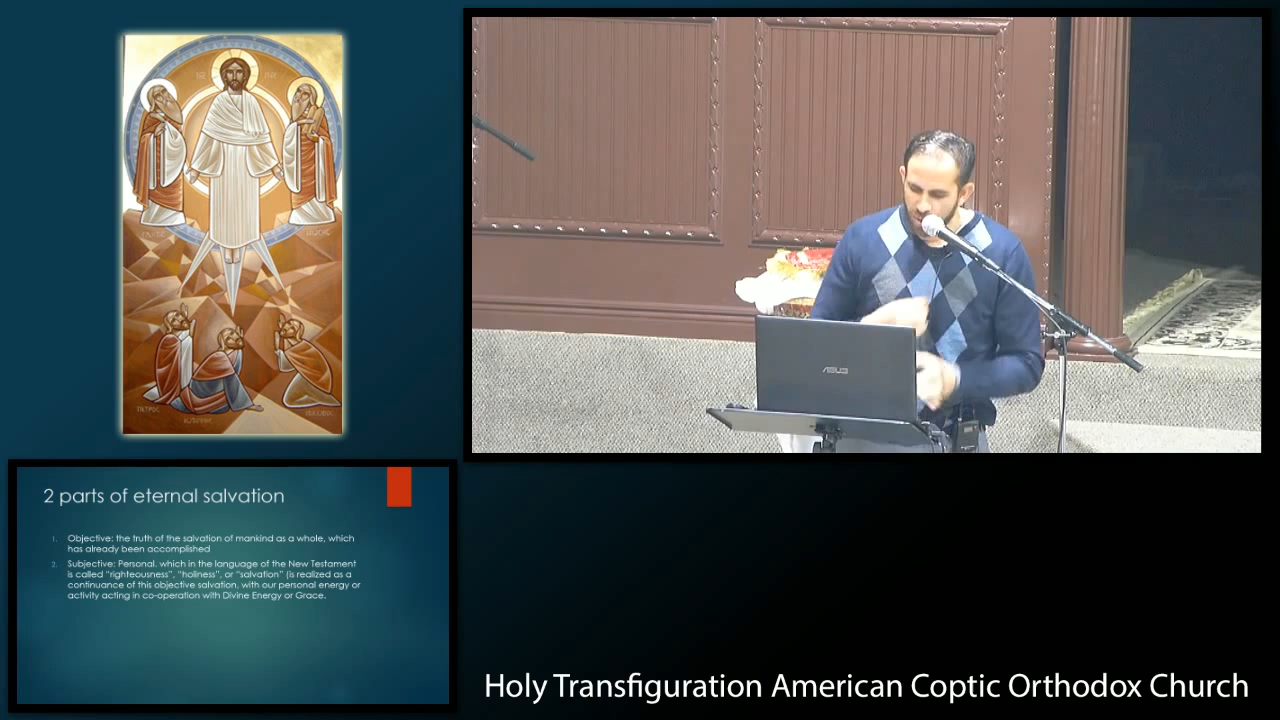 2 parts of eternal salvation
1. Objective: the truth of the salvation of mankind as a whole, which
has already been accomplished
2. Subjective: Personal. which in the language of the New Testament
is called “righteousness”, “holiness”, or “salvation” (is realized as a
continuance of this objective salvation, with our personal energy or
activity acting in co-operation with Divine Energy or Grace.
ASUS
Holy Transfiguration American Coptic Orthodox Church